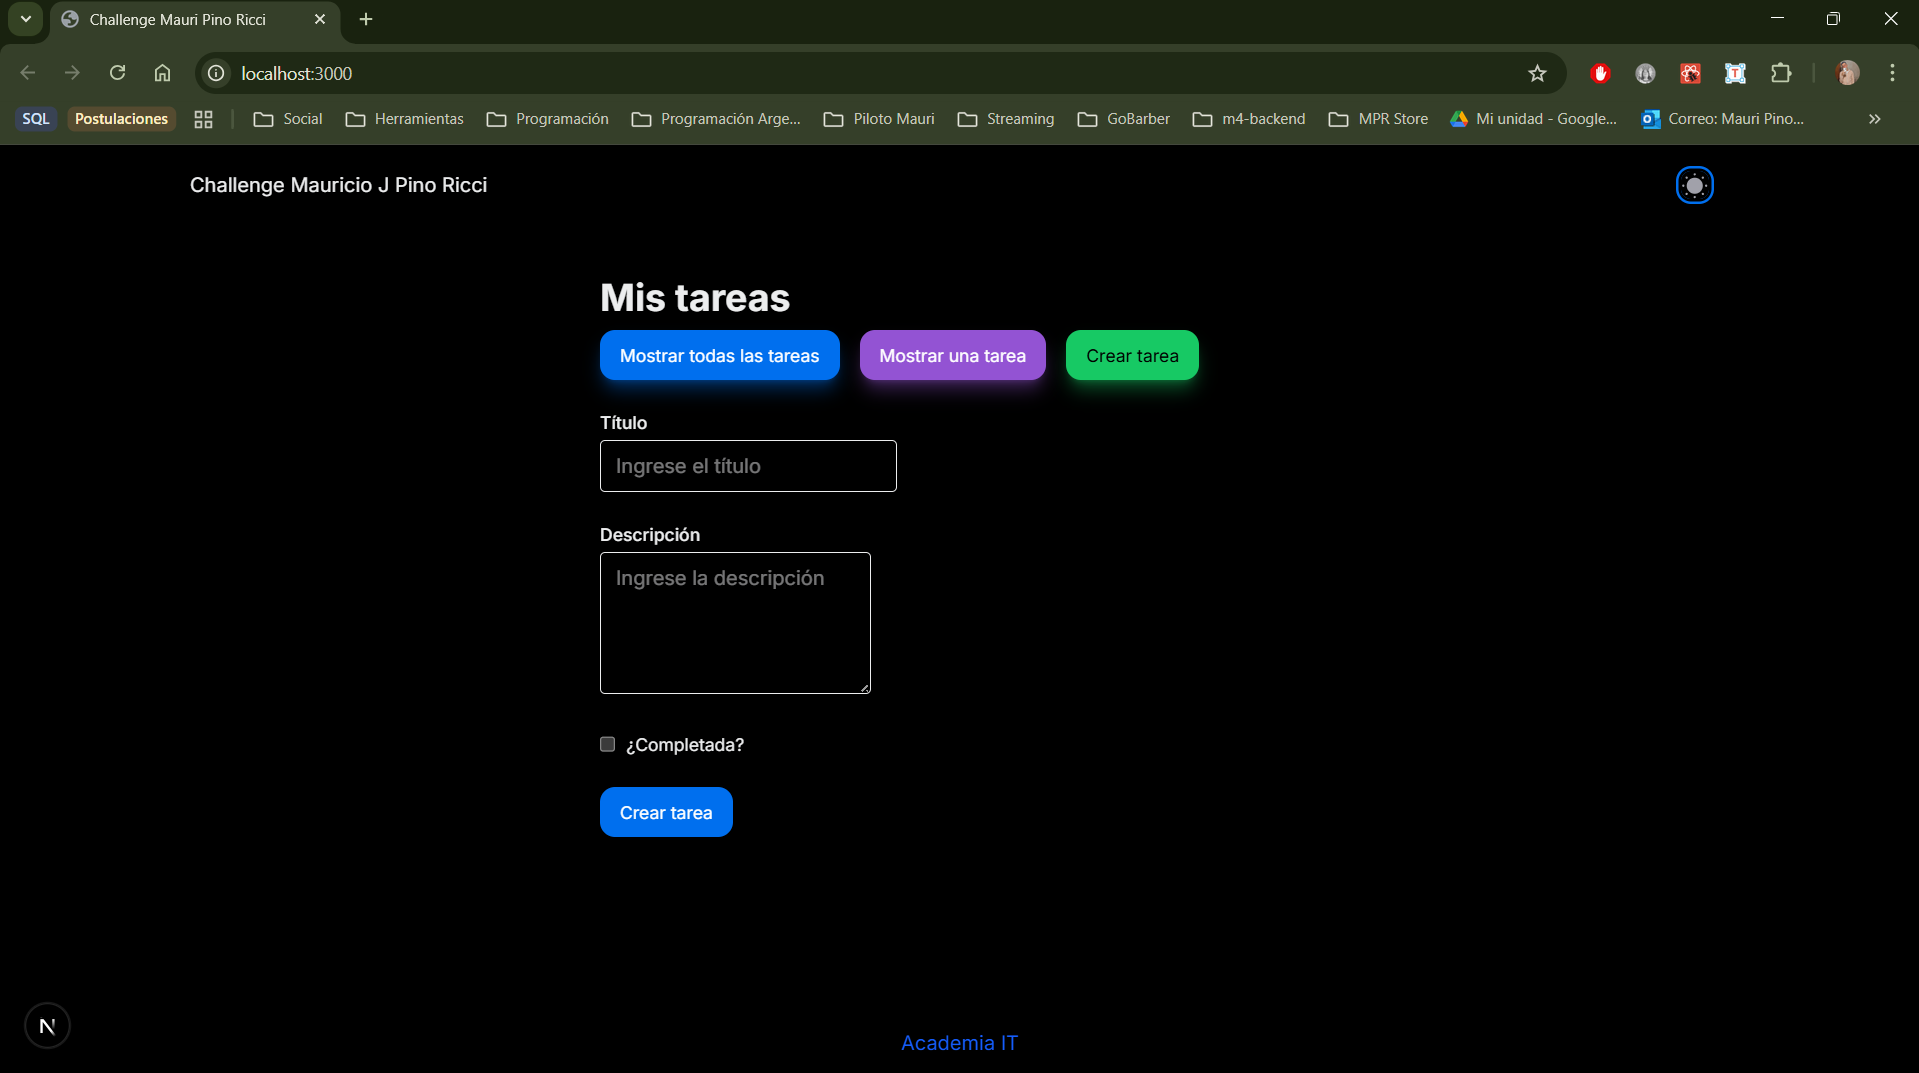 Challenge Mauri Pino Ricci
localhost:3000
SQL Postulaciones Social Herramientas Programación Programación Arge... Piloto Mauri Streaming GoBarber m4-backend MPR Store Mi unidad - Google... Correo: Mauri Pino...
Challenge Mauricio J Pino Ricci
Mis tareas
Mostrar todas las tareas Mostrar una tarea Crear tarea
Título
Ingrese el título
Descripción
Ingrese la descripción
¿Completada?
Crear tarea
N
Academia IT